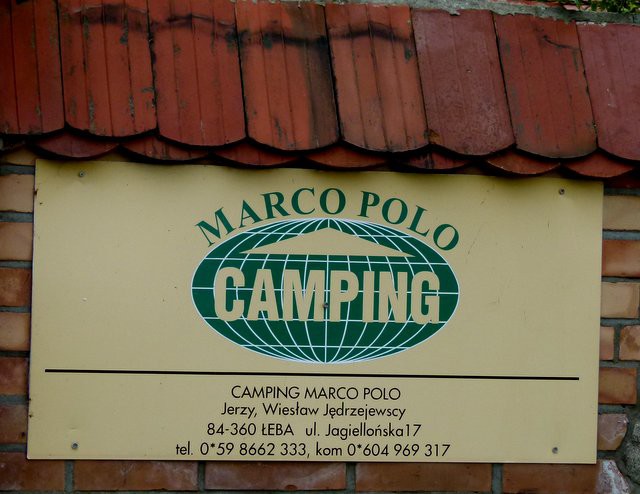 MARCO POLO
CAMPING
CAMPING MARCO POLO
Jerzy, Wiesław Jędrzejewscy
84-360 ŁEBA ul. Jagiellońska17
tel. 0*59 8662 333, kom 0*604 969 317